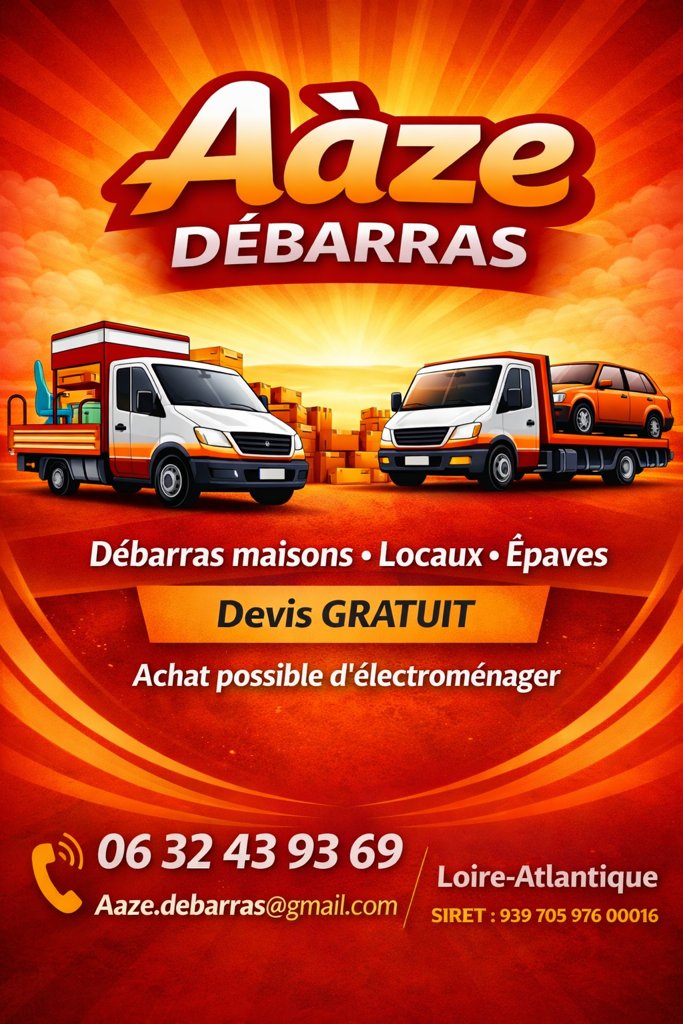 Aàze
DÉBARRAS
Débarras maisons • Locaux • Épaves
Devis GRATUIT
Achat possible d'électroménager
06 32 43 93 69
Aaze.debarras@gmail.com
Loire-Atlantique
SIRET : 939 705 976 00016